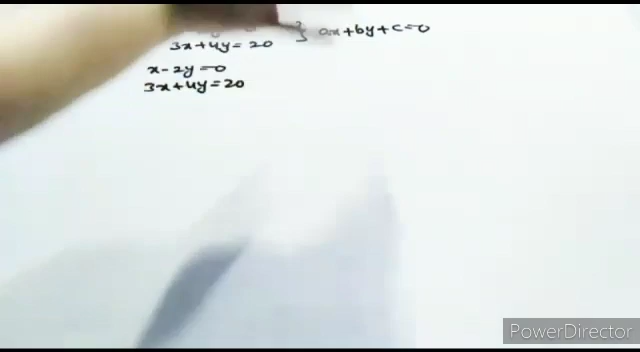 3x+4y= 20 } ax+by+c=0
x-2y=0
3x+4y=20
PowerDirector